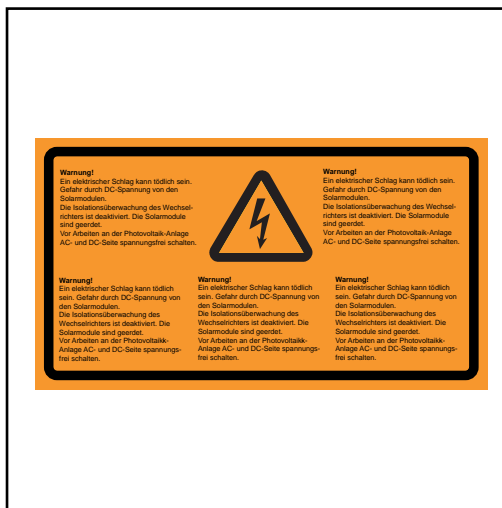 Warnung!
Ein elektrischer Schlag kann tödlich sein.
Gefahr durch DC-Spannung von den
Solarmodulen.
Die Isolationsüberwachung des Wechsel-
richters ist deaktiviert. Die Solarmodule
sind geerdet.
Vor Arbeiten an der Photovoltaik-Anlage
AC- und DC-Seite spannungsfrei schalten.
Warnung!
Ein elektrischer Schlag kann tödlich sein.
Gefahr durch DC-Spannung von den
Solarmodulen.
Die Isolationsüberwachung des Wechsel-
richters ist deaktiviert. Die Solarmodule
sind geerdet.
Vor Arbeiten an der Photovoltaik-Anlage
AC- und DC-Seite spannungsfrei schalten.
Warnung!
Ein elektrischer Schlag kann tödlich
sein. Gefahr durch DC-Spannung von
den Solarmodulen.
Die Isolationsüberwachung des
Wechselrichters ist deaktiviert. Die
Solarmodule sind geerdet.
Vor Arbeiten an der Photovoltaikk-
Anlage AC- und DC-Seite spannungs-
frei schalten.
Warnung!
Ein elektrischer Schlag kann tödlich
sein. Gefahr durch DC-Spannung von
den Solarmodulen.
Die Isolationsüberwachung des
Wechselrichters ist deaktiviert. Die
Solarmodule sind geerdet.
Vor Arbeiten an der Photovoltaikk-
Anlage AC- und DC-Seite spannungs-
frei schalten.
Warnung!
Ein elektrischer Schlag kann tödlich
sein. Gefahr durch DC-Spannung von
den Solarmodulen.
Die Isolationsüberwachung des
Wechselrichters ist deaktiviert. Die
Solarmodule sind geerdet.
Vor Arbeiten an der Photovoltaikk-
Anlage AC- und DC-Seite spannungs-
frei schalten.